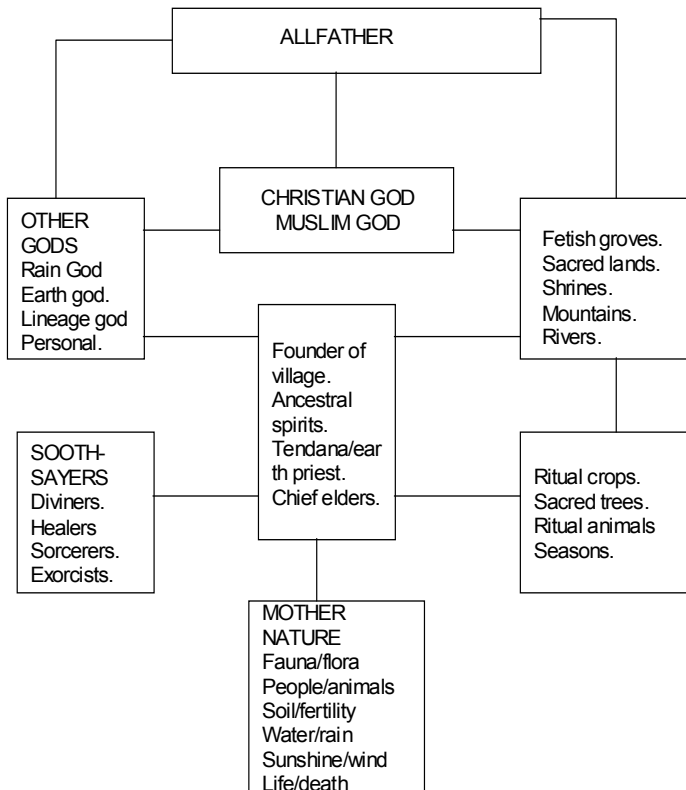 ALLFATHER
CHRISTIAN GOD
MUSLIM GOD
OTHER
GODS
Rain God
Earth god.
Lineage god
Personal.
Fetish groves.
Sacred lands.
Shrines.
Mountains.
Rivers.
Founder of
village.
Ancestral
spirits.
Tendana/ear
th priest.
Chief elders.
SOOTH-
SAYERS
Diviners.
Healers
Sorcerers.
Exorcists.
Ritual crops.
Sacred trees.
Ritual animals
Seasons.
MOTHER
NATURE
Fauna/flora
People/animals
Soil/fertility
Water/rain
Sunshine/wind
Life/death